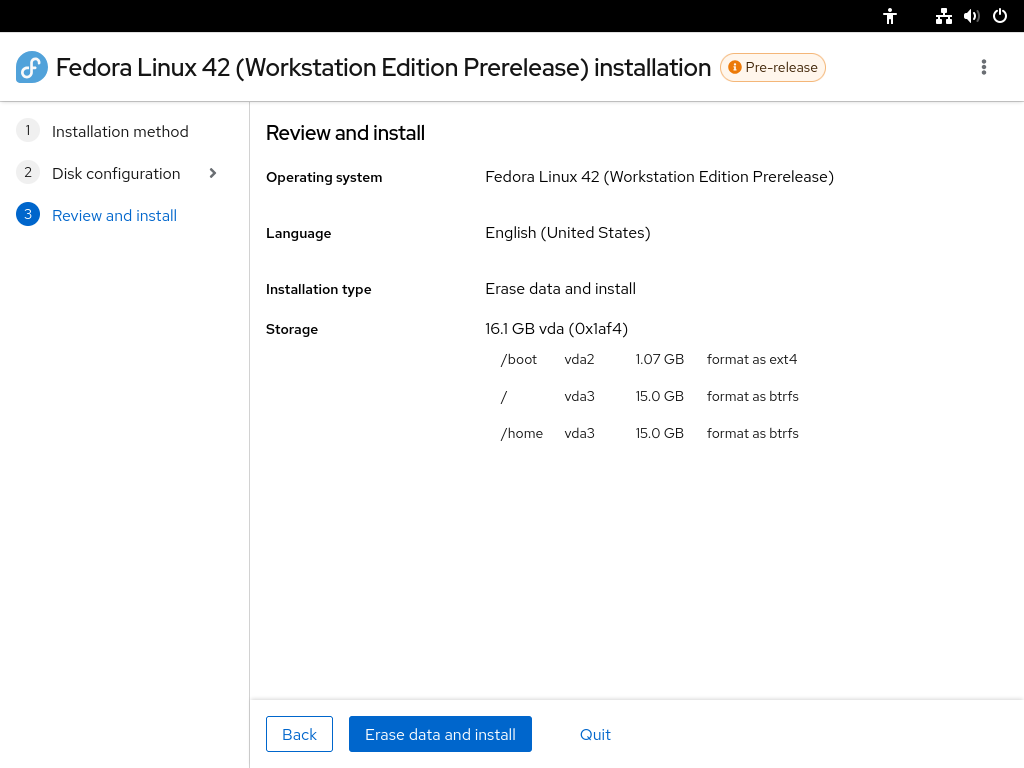 Fedora Linux 42 (Workstation Edition Prerelease) installation Pre-release
1 Installation method
2 Disk configuration
3 Review and install
Review and install
Operating system Fedora Linux 42 (Workstation Edition Prerelease)
Language English (United States)
Installation type Erase data and install
Storage 16.1 GB vda (0x1af4)
/boot vda2 1.07 GB format as ext4
/ vda3 15.0 GB format as btrfs
/home vda3 15.0 GB format as btrfs
Back Erase data and install Quit